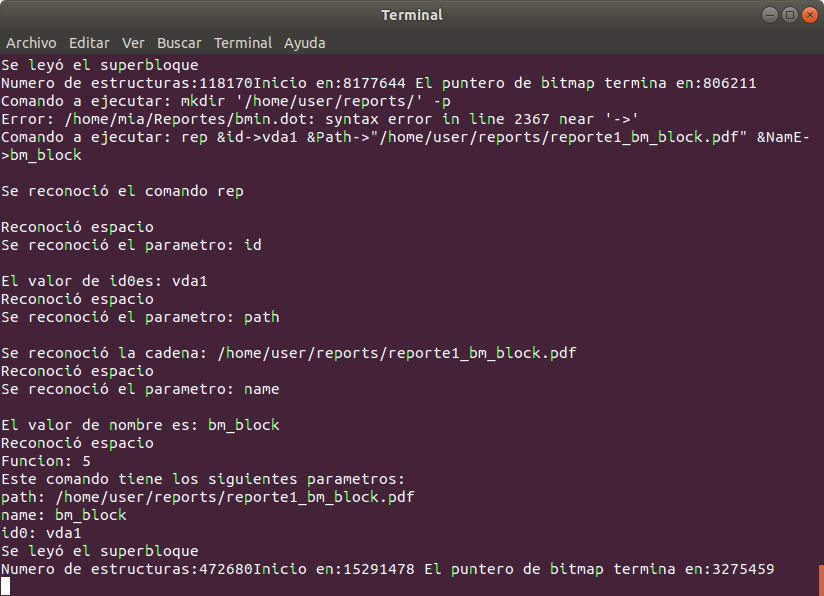 Terminal
Archivo Editar Ver Buscar Terminal Ayuda
Se leyó el superbloque
Numero de estructuras:118170Inicio en:8177644 El puntero de bitmap termina en:806211
Comando a ejecutar: mkdir '/home/user/reports/' -p
Error: /home/mia/Reportes/bmin.dot: syntax error in line 2367 near '->'
Comando a ejecutar: rep &id->vda1 &Path->"/home/user/reports/reporte1_bm_block.pdf" &NamE-
>bm_block
Se reconoció el comando rep
Reconoció espacio
Se reconoció el parametro: id
El valor de id0es: vda1
Reconoció espacio
Se reconoció el parametro: path
Se reconoció la cadena: /home/user/reports/reporte1_bm_block.pdf
Reconoció espacio
Se reconoció el parametro: name
El valor de nombre es: bm_block
Reconoció espacio
Funcion: 5
Este comando tiene los siguientes parametros:
path: /home/user/reports/reporte1_bm_block.pdf
name: bm_block
id0: vda1
Se leyó el superbloque
Numero de estructuras:472680Inicio en:15291478 El puntero de bitmap termina en:3275459